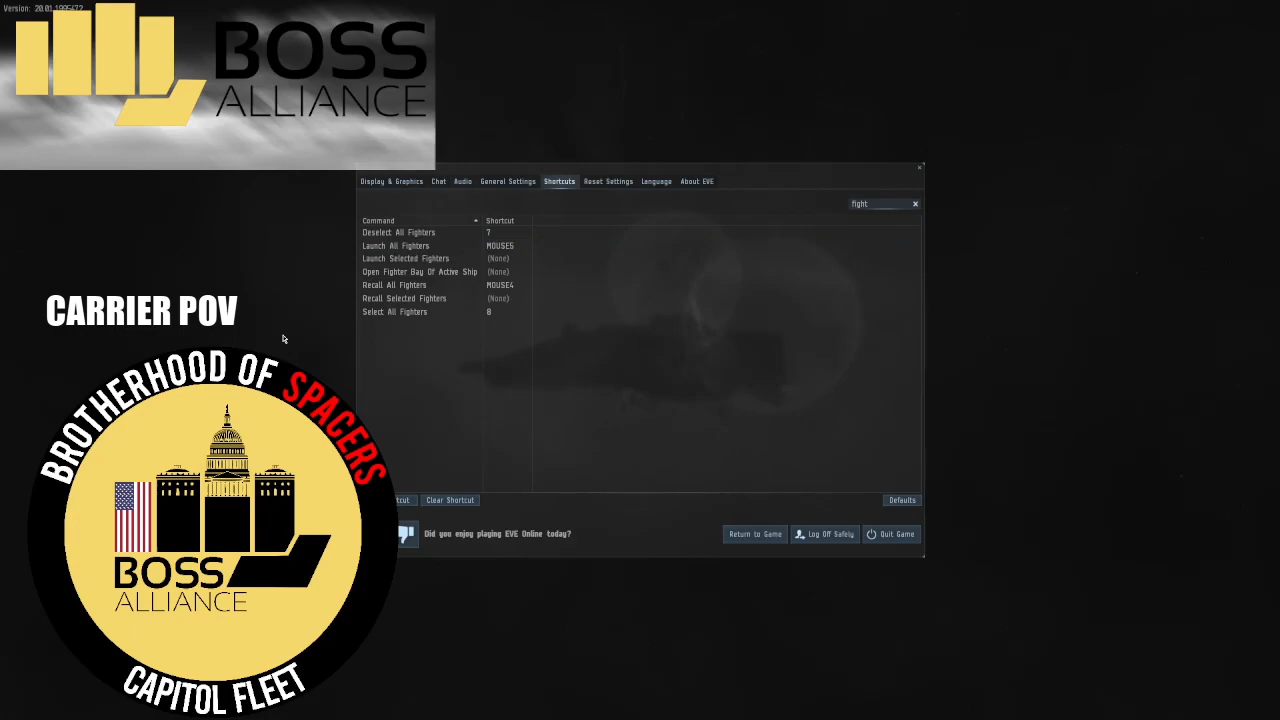 BOSS
ALLIANCE
Display & Graphics Chat Audio General Settings Shortcuts Reset Settings Language About EVE
fight
Command Shortcut
Deselect All Fighters 7
Launch All Fighters MOUSE5
Launch Selected Fighters (None)
Open Fighter Bay Of Active Ship (None)
Recall All Fighters MOUSE4
Recall Selected Fighters (None)
Select All Fighters 8
CARRIER POV
BROTHERHOOD OF SPACERS
BOSS
ALLIANCE
CAPITOL FLEET
Clear Shortcut Defaults
Did you enjoy playing EVE Online today? Return to Game Log Off Safely Quit Game